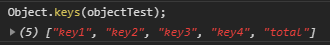 Object.keys(objectTest);
(5) ["key1", "key2", "key3", "key4", "total"]